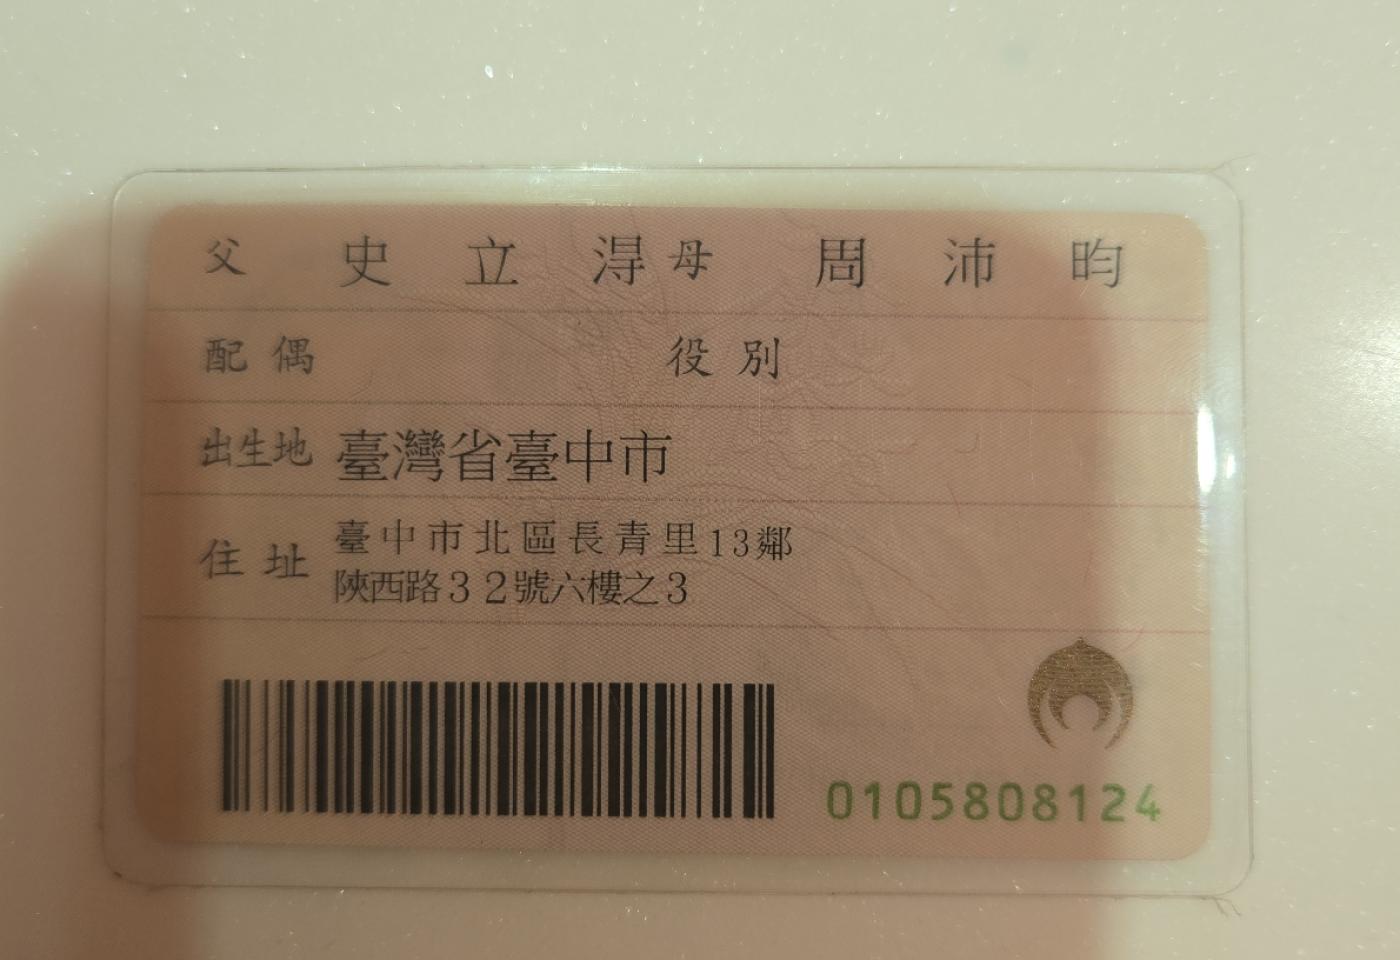 父 史立淂 母 周沛昀
配偶 役別
出生地 臺灣省臺中市
住址 臺中市北區長青里13鄰
陝西路32號六樓之3
0105808124